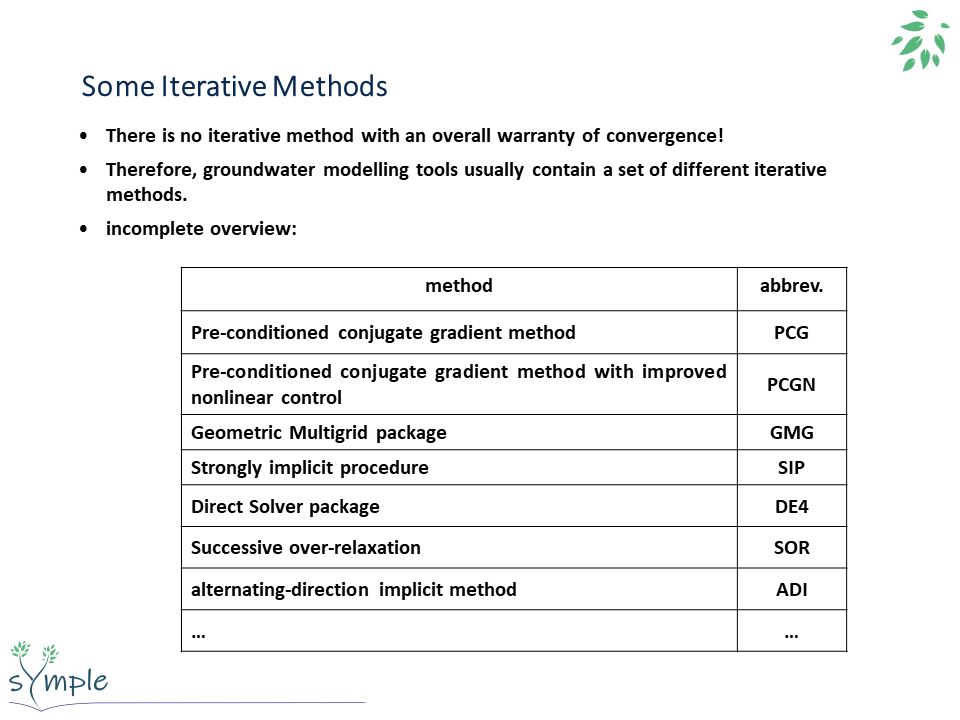 Some Iterative Methods
• There is no iterative method with an overall warranty of convergence!
• Therefore, groundwater modelling tools usually contain a set of different iterative
methods.
• incomplete overview:
method abbrev.
Pre-conditioned conjugate gradient method PCG
Pre-conditioned conjugate gradient method with improved
nonlinear control PCGN
Geometric Multigrid package GMG
Strongly implicit procedure SIP
Direct Solver package DE4
Successive over-relaxation SOR
alternating-direction implicit method ADI
... ...
sYmple